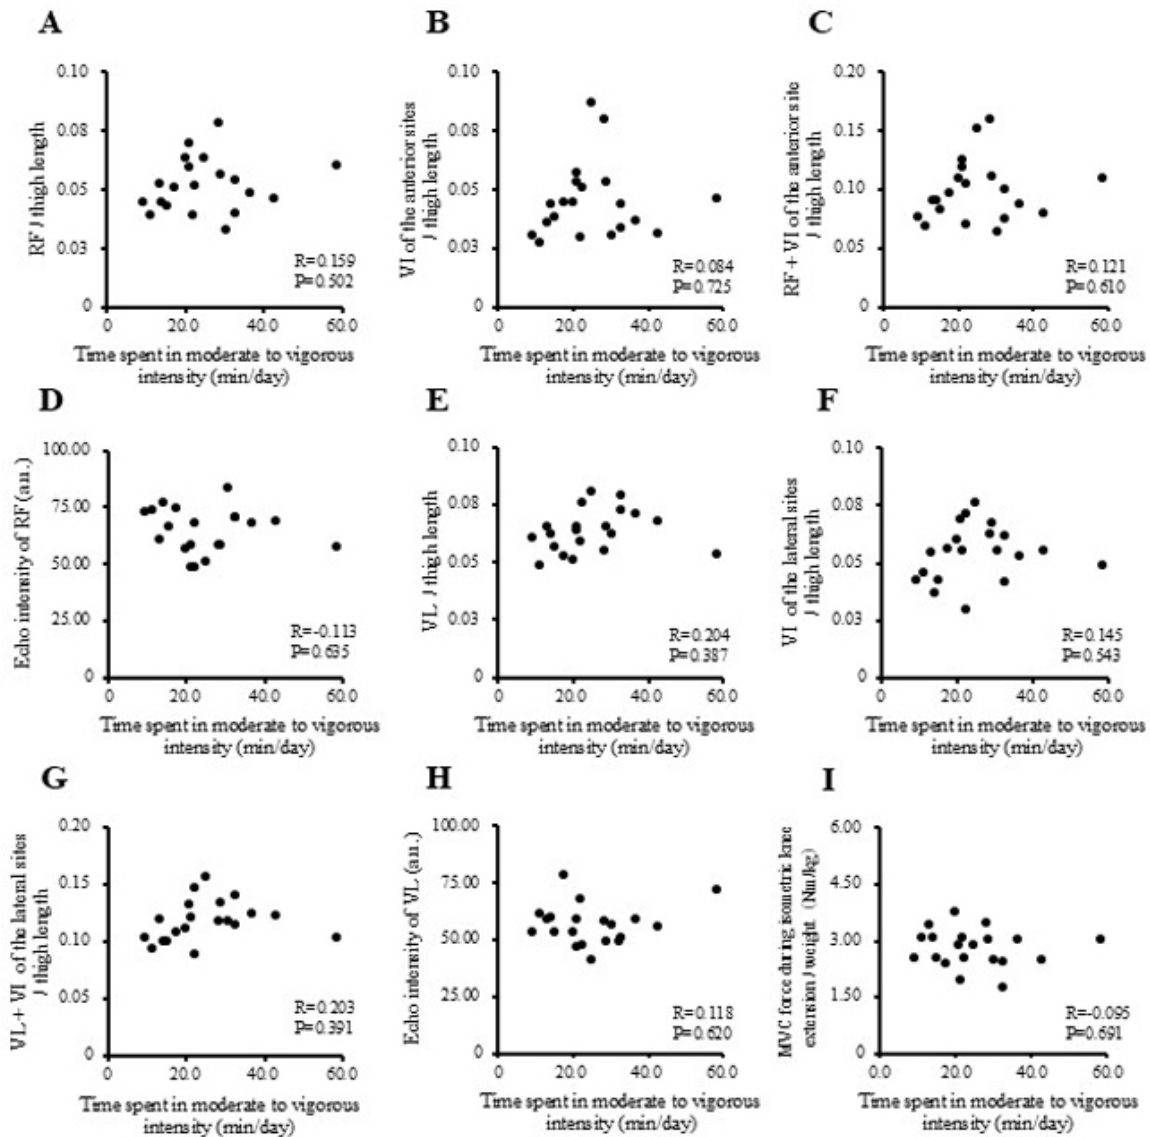 A
B
C
0.10
0.08
0.05
0.03
0
RF / thigh length
R=0.159
P=0.502
0 20.0 40.0 60.0
Time spent in moderate to vigorous
intensity (min/day)
0.10
0.08
0.05
0.03
0
VI of the anterior sites
/ thigh length
R=0.084
P=0.725
0 20.0 40.0 60.0
Time spent in moderate to vigorous
intensity (min/day)
0.20
0.15
0.10
0.05
0
RF + VI of the anterior site
/ thigh length
R=0.121
P=0.610
0 20.0 40.0 60.0
Time spent in moderate to vigorous
intensity (min/day)
D
E
F
100.00
75.00
50.00
25.00
0
Echo intensity of RF (a.u.)
R=-0.113
P=0.635
0 20.0 40.0 60.0
Time spent in moderate to vigorous
intensity (min/day)
0.10
0.08
0.05
0.03
0
VL / thigh length
R=0.204
P=0.387
0 20.0 40.0 60.0
Time spent in moderate to vigorous
intensity (min/day)
0.10
0.08
0.05
0.03
0
VI of the lateral sites
/ thigh length
R=0.145
P=0.543
0 20.0 40.0 60.0
Time spent in moderate to vigorous
intensity (min/day)
G
H
I
0.20
0.15
0.10
0.05
0
VL + VI of the lateral sites
/ thigh length
R=0.203
P=0.391
0 20.0 40.0 60.0
Time spent in moderate to vigorous
intensity (min/day)
100.00
75.00
50.00
25.00
0
Echo intensity of VL (a.u.)
R=0.118
P=0.620
0 20.0 40.0 60.0
Time spent in moderate to vigorous
intensity (min/day)
6.00
4.50
3.00
1.50
0
MVC force during isometric knee
extension / weight (Nm/kg)
R=-0.095
P=0.691
0 20.0 40.0 60.0
Time spent in moderate to vigorous
intensity (min/day)